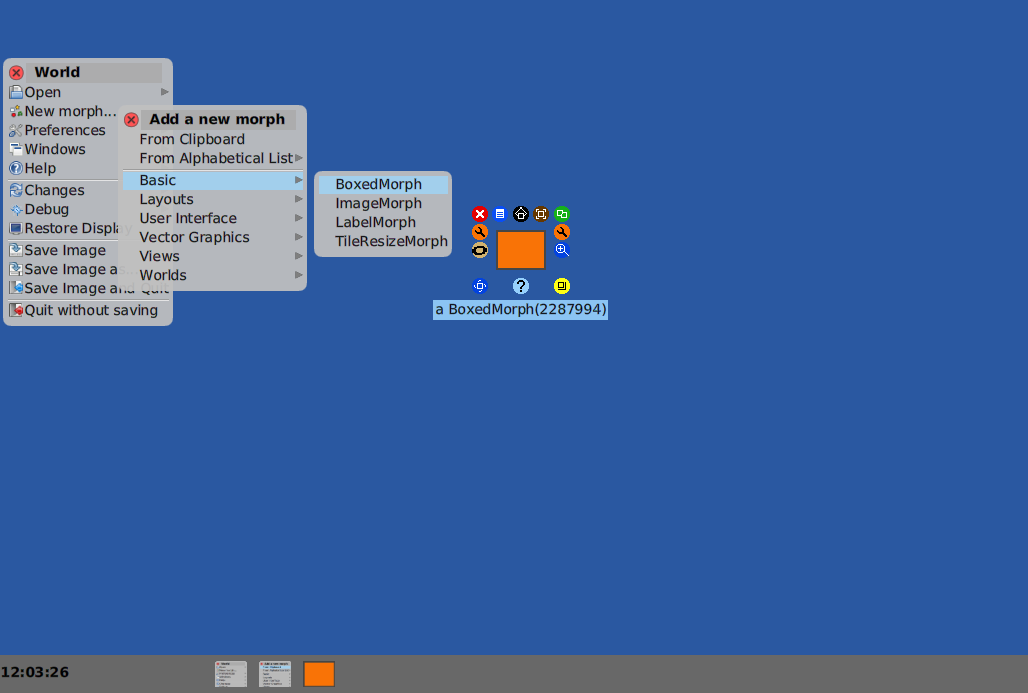 World
Open
New morph...
Preferences
Windows
Help
Changes
Debug
Restore Display
Save Image
Save Image as
Save Image and Quit
Quit without saving
Add a new morph
From Clipboard
From Alphabetical List
Basic
Layouts
User Interface
Vector Graphics
Views
Worlds
BoxedMorph
ImageMorph
LabelMorph
TileResizeMorph
a BoxedMorph(2287994)
12:03:26